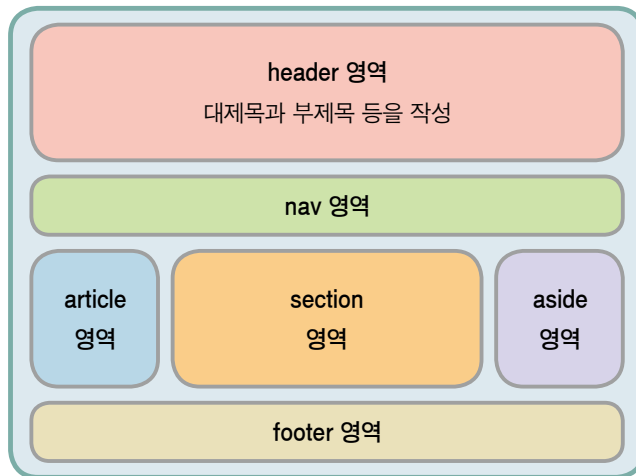 header 영역
대제목과 부제목 등을 작성
nav 영역
article
영역
section
영역
aside
영역
footer 영역